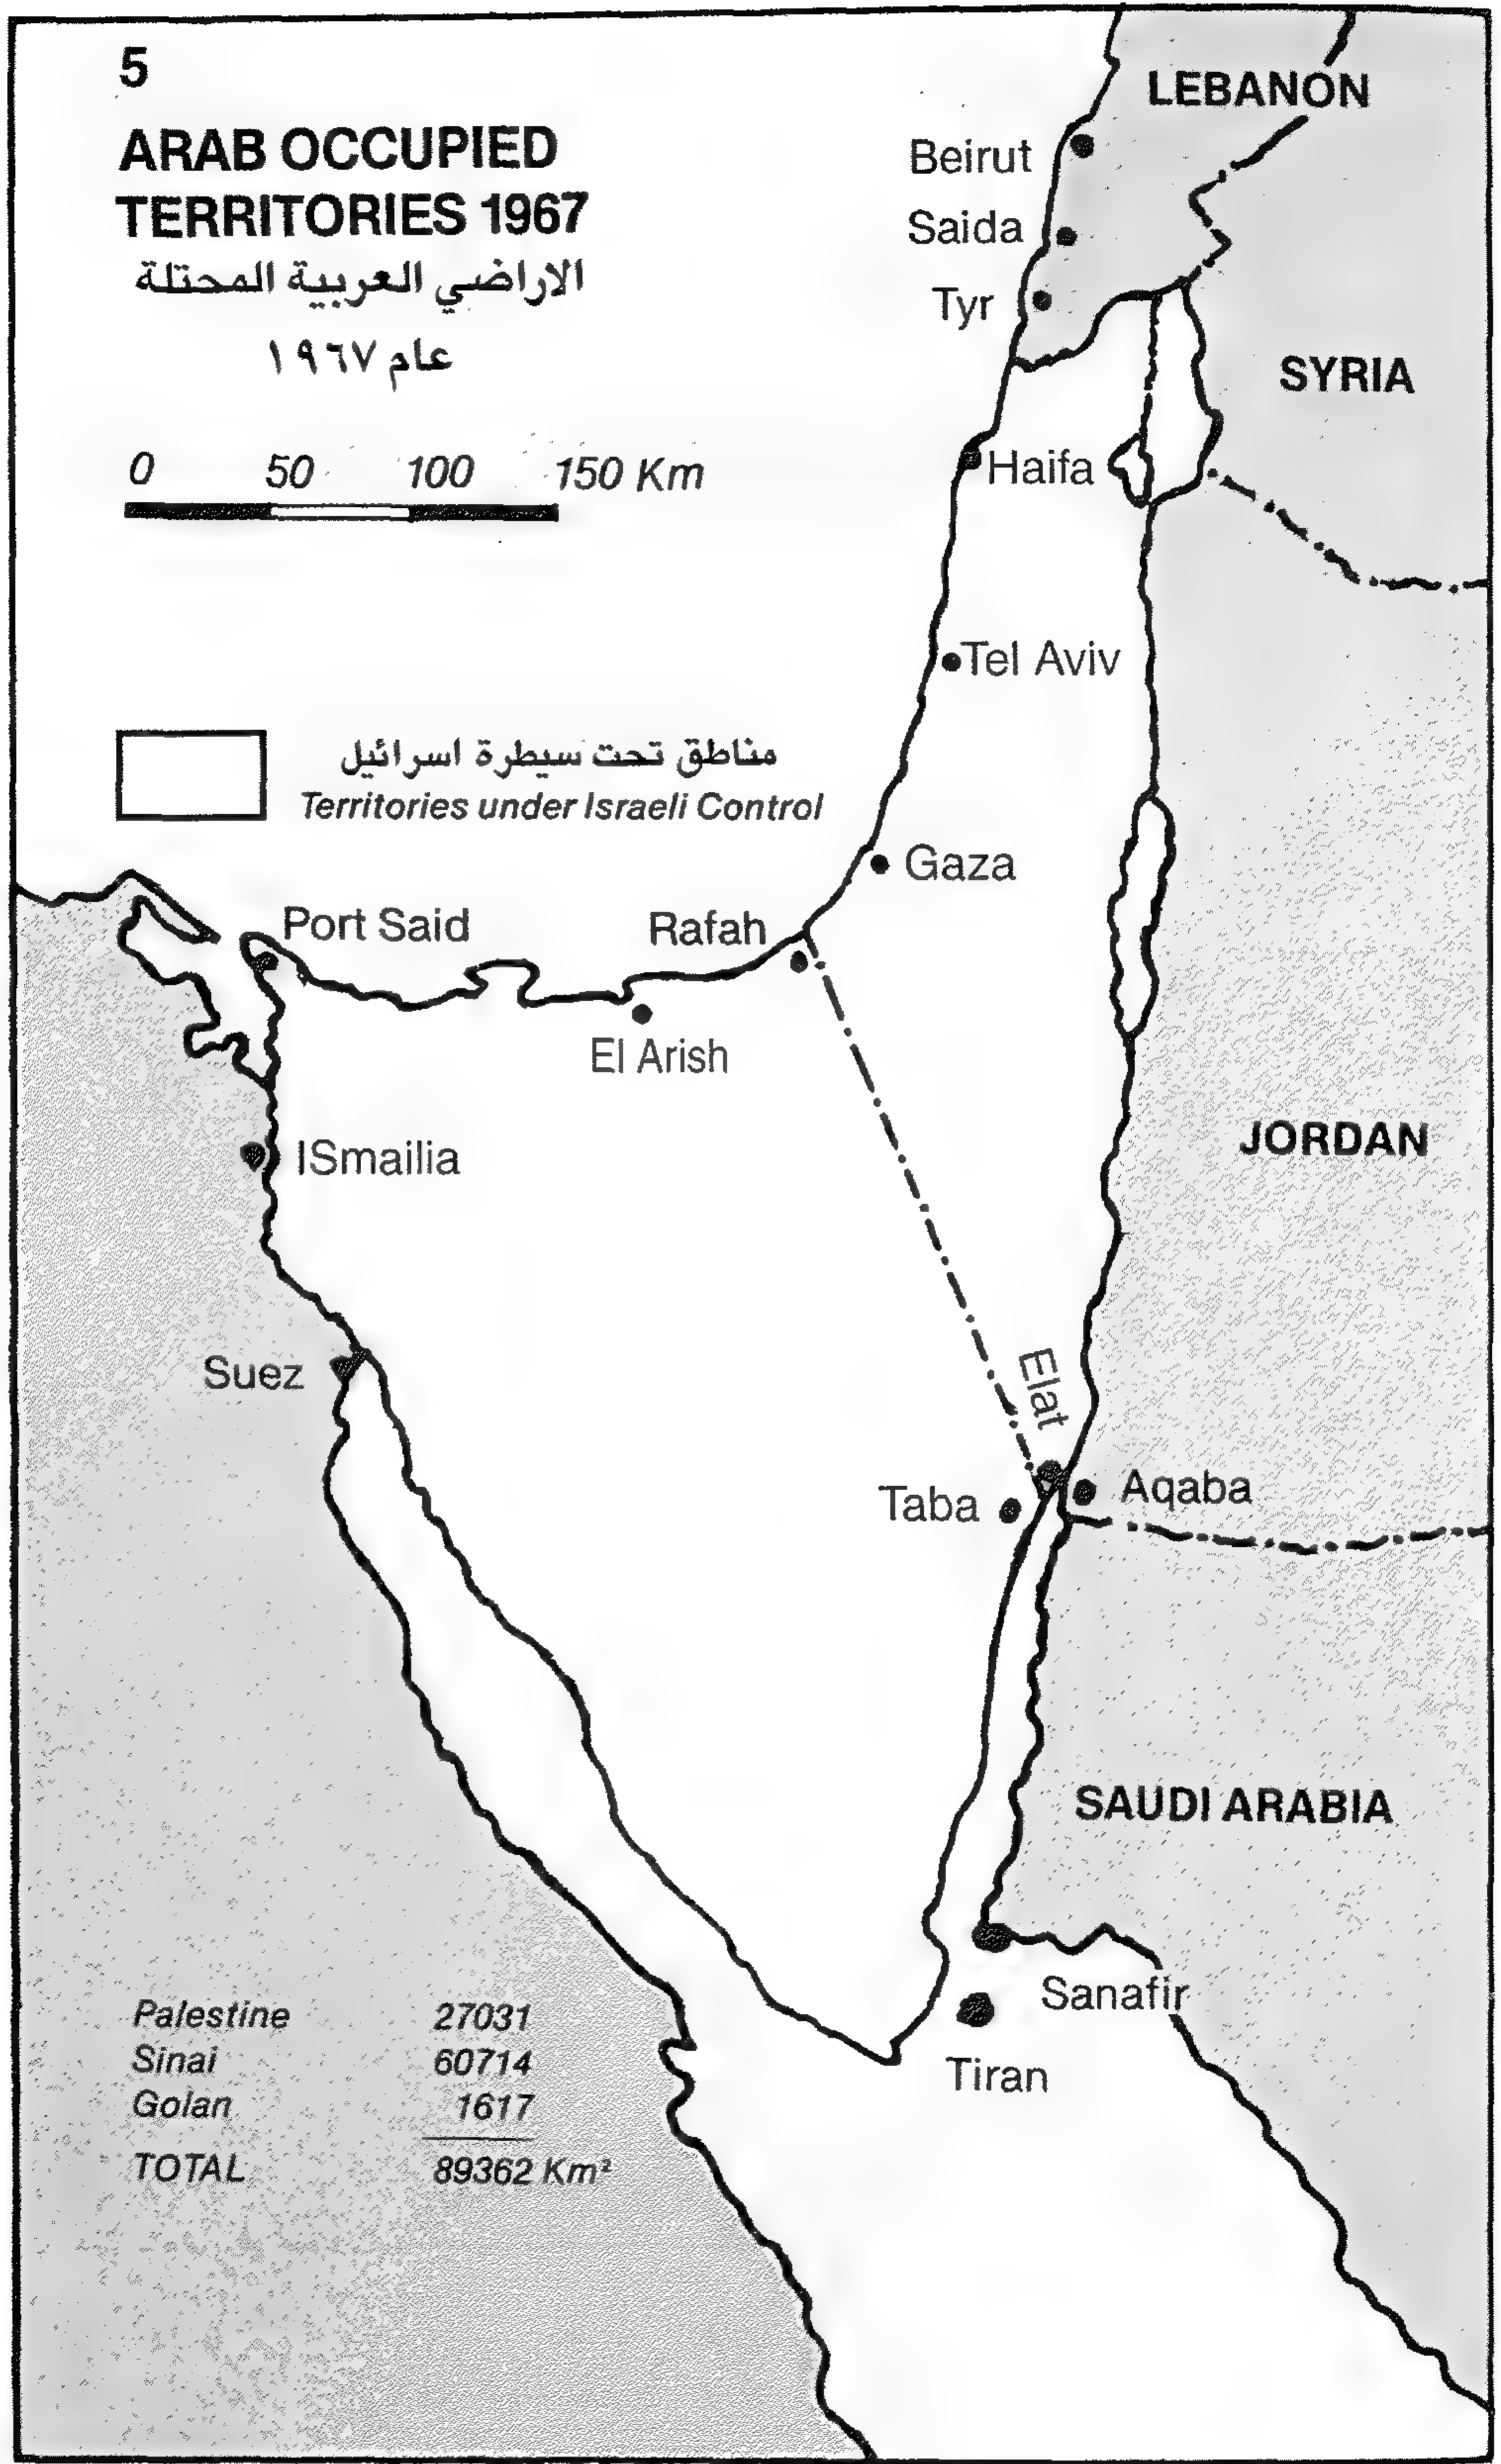 5
ARAB OCCUPIED
TERRITORIES 1967
الاراضي العربية المحتلة
عام ١٩٦٧
0 50 100 150 Km
مناطق تحت سيطرة اسرائيل
Territories under Israeli Control
LEBANON
Beirut
Saida
Tyr
SYRIA
Haifa
Tel Aviv
Gaza
Port Said
Rafah
El Arish
ISmailia
JORDAN
Suez
Elat
Taba
Aqaba
SAUDI ARABIA
Sanafir
Tiran
Palestine 27031
Sinai 60714
Golan 1617
TOTAL 89362 Km²